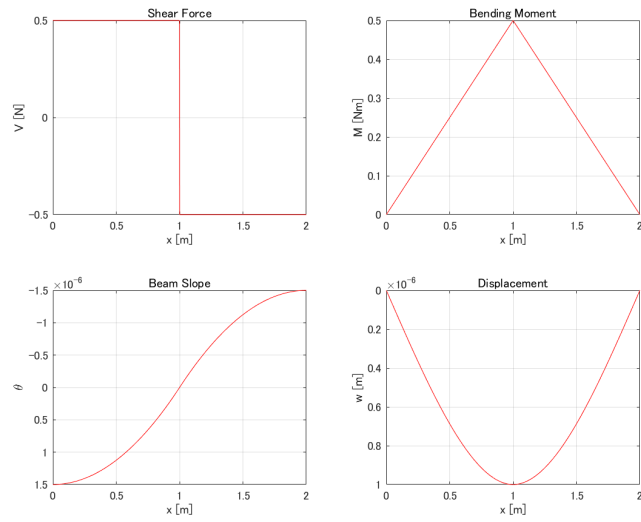 Shear Force
0.5
0
-0.5
V [N]
0 0.5 1 1.5 2
x [m]
Bending Moment
0.5
0.4
0.3
0.2
0.1
0
M [Nm]
0 0.5 1 1.5 2
x [m]
Beam Slope
×10⁻⁶
-1.5
-1
-0.5
0
0.5
1
1.5
θ
0 0.5 1 1.5 2
x [m]
Displacement
×10⁻⁶
0
0.2
0.4
0.6
0.8
1
w [m]
0 0.5 1 1.5 2
x [m]